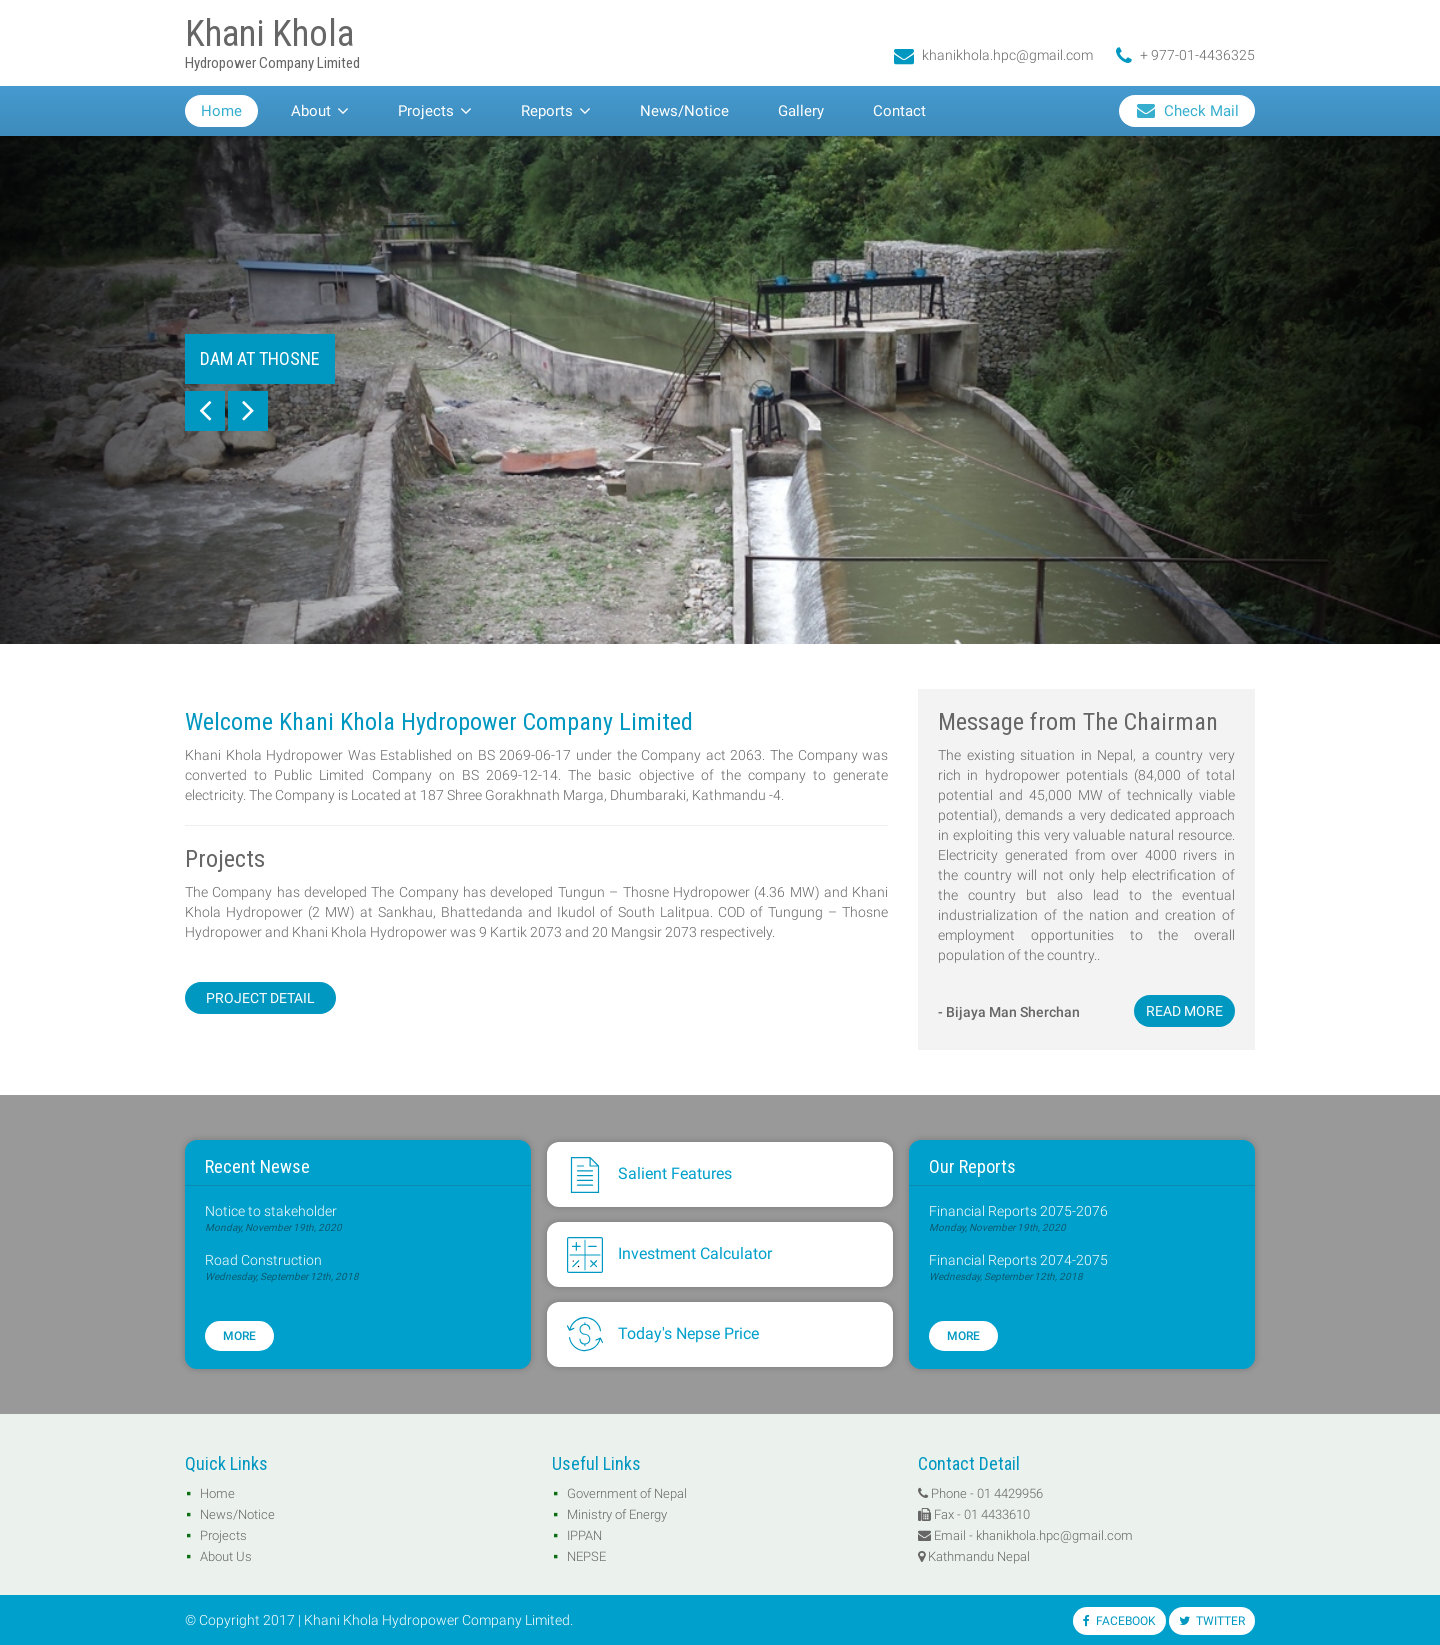 Khani Khola
Hydropower Company Limited
khanikhola.hpc@gmail.com
+ 977-01-4436325
Home
About
Projects
Reports
News/Notice
Gallery
Contact
Check Mail
DAM AT THOSNE
Welcome Khani Khola Hydropower Company Limited
Khani Khola Hydropower Was Established on BS 2069-06-17 under the Company act 2063. The Company was
converted to Public Limited Company on BS 2069-12-14. The basic objective of the company to generate
electricity. The Company is Located at 187 Shree Gorakhnath Marga, Dhumbaraki, Kathmandu -4.
Projects
The Company has developed The Company has developed Tungun – Thosne Hydropower (4.36 MW) and Khani
Khola Hydropower (2 MW) at Sankhau, Bhattedanda and Ikudol of South Lalitpua. COD of Tungung – Thosne
Hydropower and Khani Khola Hydropower was 9 Kartik 2073 and 20 Mangsir 2073 respectively.
PROJECT DETAIL
Message from The Chairman
The existing situation in Nepal, a country very
rich in hydropower potentials (84,000 of total
potential and 45,000 MW of technically viable
potential), demands a very dedicated approach
in exploiting this very valuable natural resource.
Electricity generated from over 4000 rivers in
the country will not only help electrification of
the country but also lead to the eventual
industrialization of the nation and creation of
employment opportunities to the overall
population of the country..
- Bijaya Man Sherchan
READ MORE
Recent Newse
Notice to stakeholder
Monday, November 19th, 2020
Road Construction
Wednesday, September 12th, 2018
MORE
Salient Features
Investment Calculator
Today's Nepse Price
Our Reports
Financial Reports 2075-2076
Monday, November 19th, 2020
Financial Reports 2074-2075
Wednesday, September 12th, 2018
MORE
Quick Links
Home
News/Notice
Projects
About Us
Useful Links
Government of Nepal
Ministry of Energy
IPPAN
NEPSE
Contact Detail
Phone - 01 4429956
Fax - 01 4433610
Email - khanikhola.hpc@gmail.com
Kathmandu Nepal
© Copyright 2017 | Khani Khola Hydropower Company Limited.
FACEBOOK
TWITTER